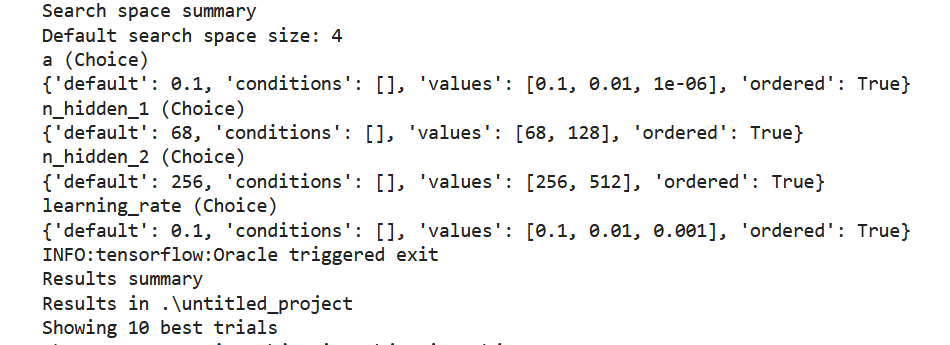 Search space summary
Default search space size: 4
a (Choice)
{'default': 0.1, 'conditions': [], 'values': [0.1, 0.01, 1e-06], 'ordered': True}
n_hidden_1 (Choice)
{'default': 68, 'conditions': [], 'values': [68, 128], 'ordered': True}
n_hidden_2 (Choice)
{'default': 256, 'conditions': [], 'values': [256, 512], 'ordered': True}
learning_rate (Choice)
{'default': 0.1, 'conditions': [], 'values': [0.1, 0.01, 0.001], 'ordered': True}
INFO:tensorflow:Oracle triggered exit
Results summary
Results in .\untitled_project
Showing 10 best trials